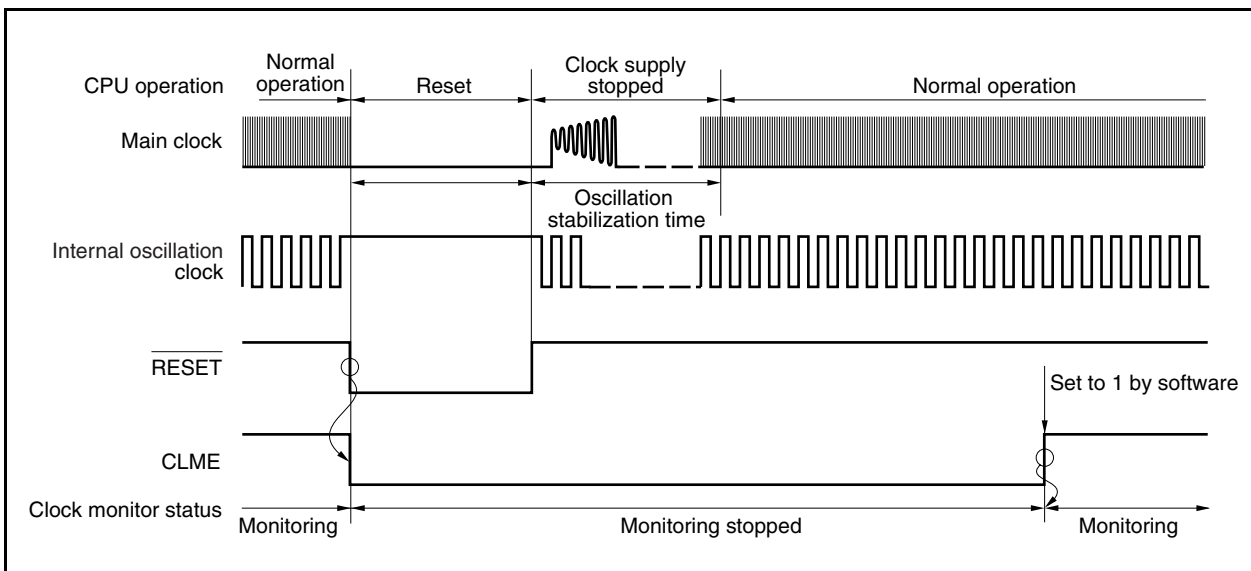 CPU operation
Normal
operation
Reset
Clock supply
stopped
Normal operation
Main clock
Oscillation
stabilization time
Internal oscillation
clock
RESET
Set to 1 by software
CLME
Clock monitor status
Monitoring
Monitoring stopped
Monitoring